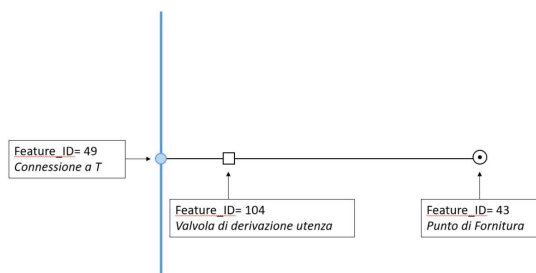 Feature_ID= 49
Connessione a T
Feature_ID= 104
Valvola di derivazione utenza
Feature_ID= 43
Punto di Fornitura